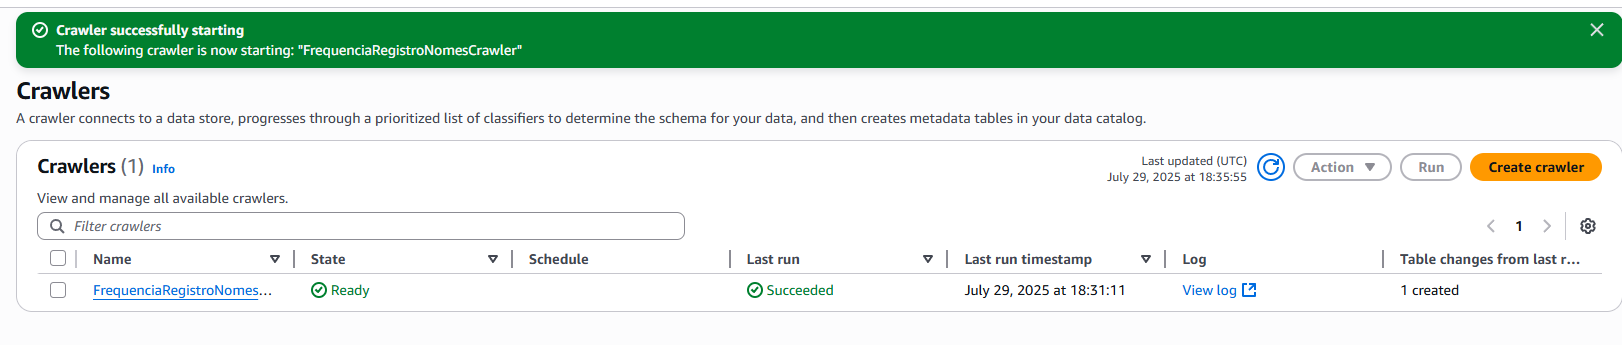 Crawler successfully starting
The following crawler is now starting: "FrequenciaRegistroNomesCrawler"
Crawlers
A crawler connects to a data store, progresses through a prioritized list of classifiers to determine the schema for your data, and then creates metadata tables in your data catalog.
Crawlers (1) Info
Last updated (UTC)
July 29, 2025 at 18:35:55
Action
Run
Create crawler
View and manage all available crawlers.
Filter crawlers
1
Name State Schedule Last run Last run timestamp Log Table changes from last r...
FrequenciaRegistroNomes... Ready Succeeded July 29, 2025 at 18:31:11 View log 1 created